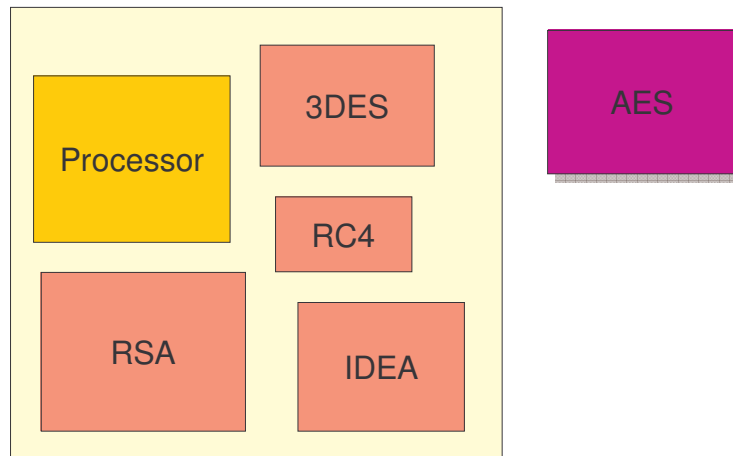 3DES
AES
Processor
RC4
RSA
IDEA